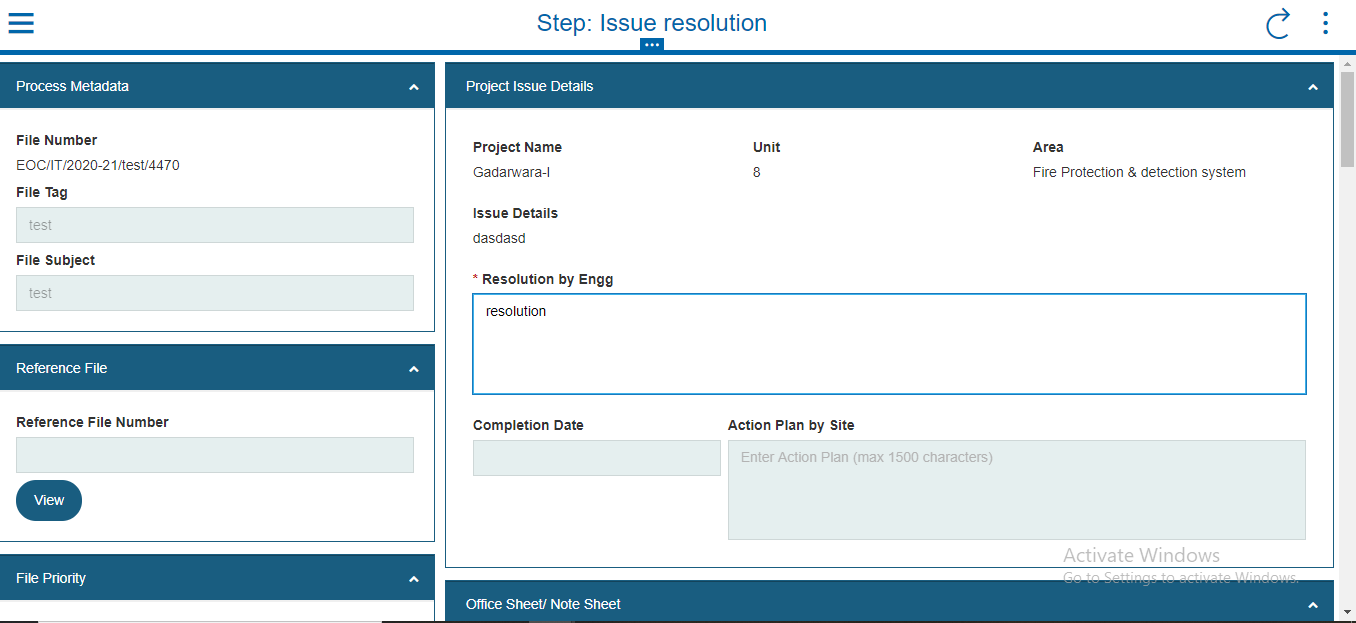 Step: Issue resolution
Process Metadata
File Number
EOC/IT/2020-21/test/4470
File Tag
test
File Subject
test
Reference File
Reference File Number
View
File Priority
Project Issue Details
Project Name Unit Area
Gadarwara-I 8 Fire Protection & detection system
Issue Details
dasdasd
* Resolution by Engg
resolution
Completion Date Action Plan by Site
Enter Action Plan (max 1500 characters)
Activate Windows
Go to Settings to activate Windows.
Office Sheet/ Note Sheet